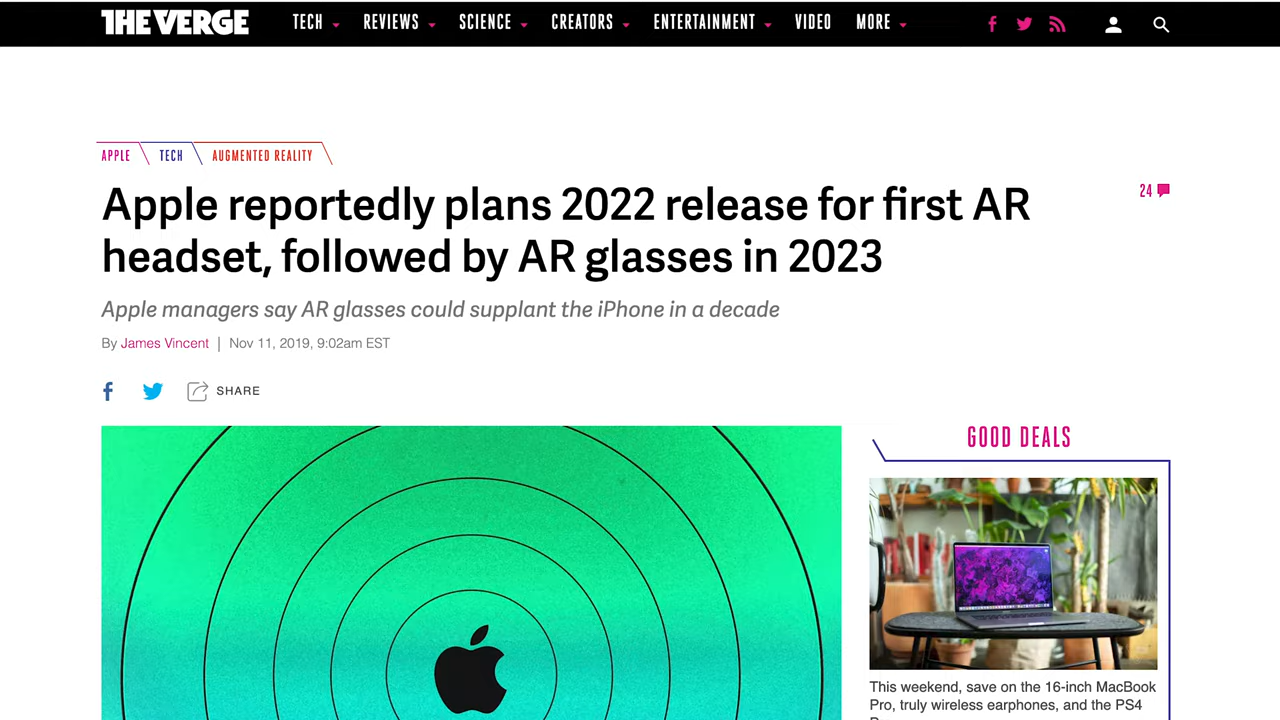 THE VERGE TECH REVIEWS SCIENCE CREATORS ENTERTAINMENT VIDEO MORE
APPLE TECH AUGMENTED REALITY
Apple reportedly plans 2022 release for first AR
headset, followed by AR glasses in 2023
24
Apple managers say AR glasses could supplant the iPhone in a decade
By James Vincent | Nov 11, 2019, 9:02am EST
SHARE
GOOD DEALS
This weekend, save on the 16-inch MacBook
Pro, truly wireless earphones, and the PS4